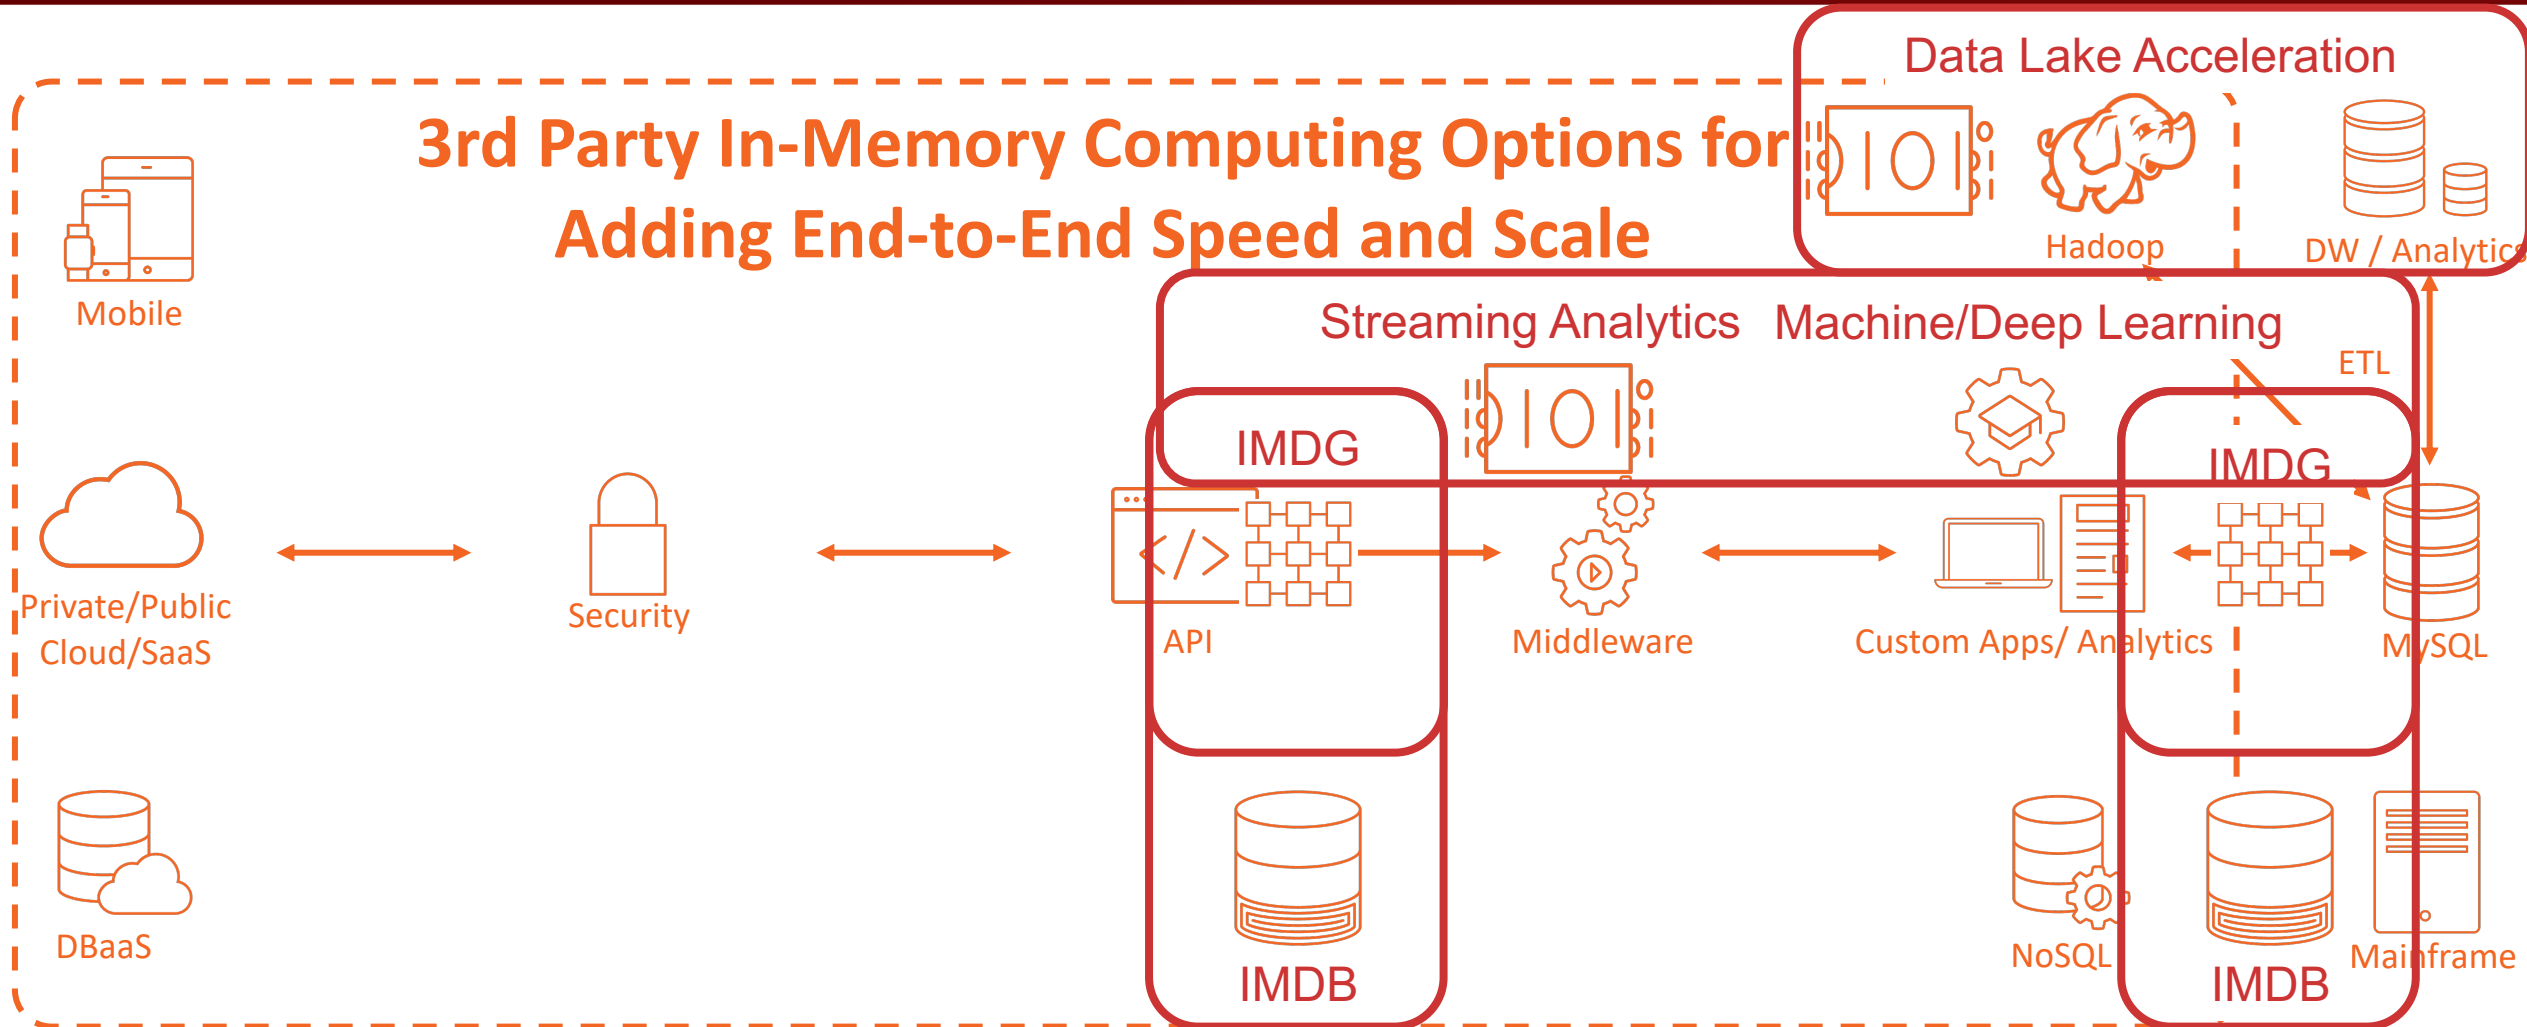 Data Lake Acceleration
3rd Party In-Memory Computing Options for
Adding End-to-End Speed and Scale
Hadoop
DW / Analytics
Mobile
Streaming Analytics
Machine/Deep Learning
ETL
IMDG
IMDG
Private/Public
Cloud/SaaS
Security
API
Middleware
Custom Apps/ Analytics
MySQL
DBaaS
IMDB
NoSQL
IMDB
Mainframe